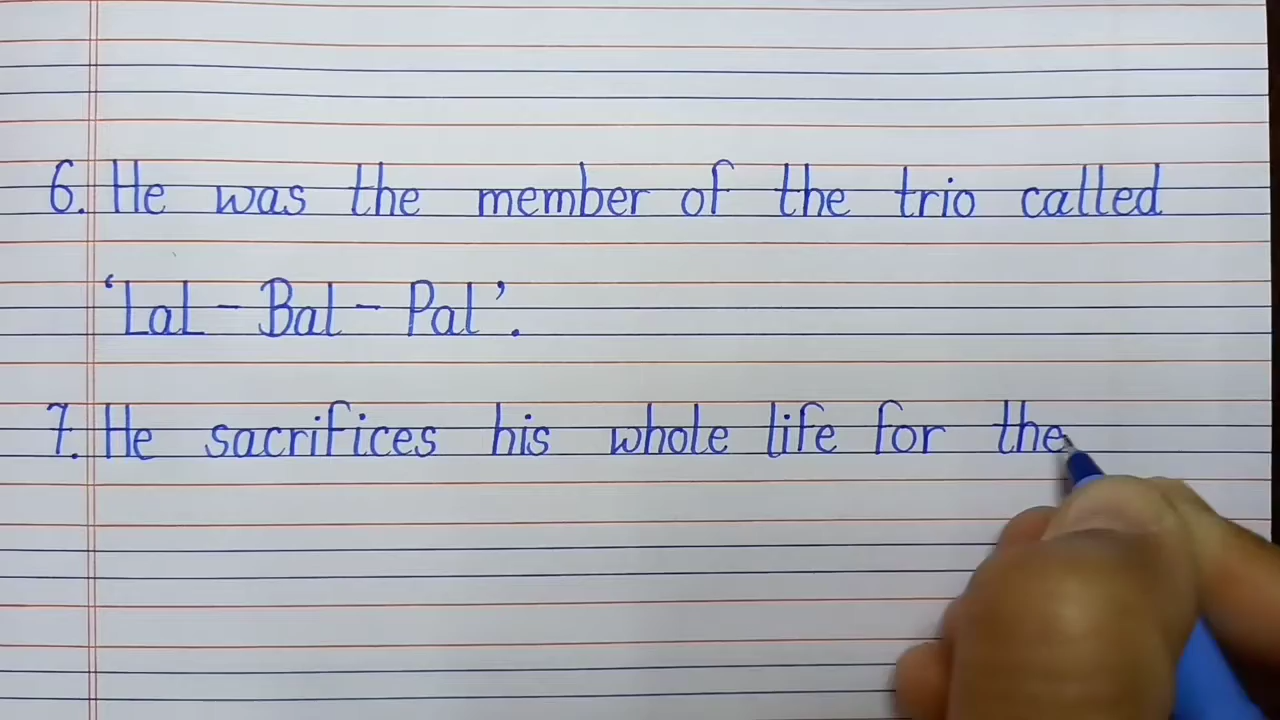 6. He was the member of the trio called
‘Lal - Bal - Pal’.
7. He sacrifices his whole life for the